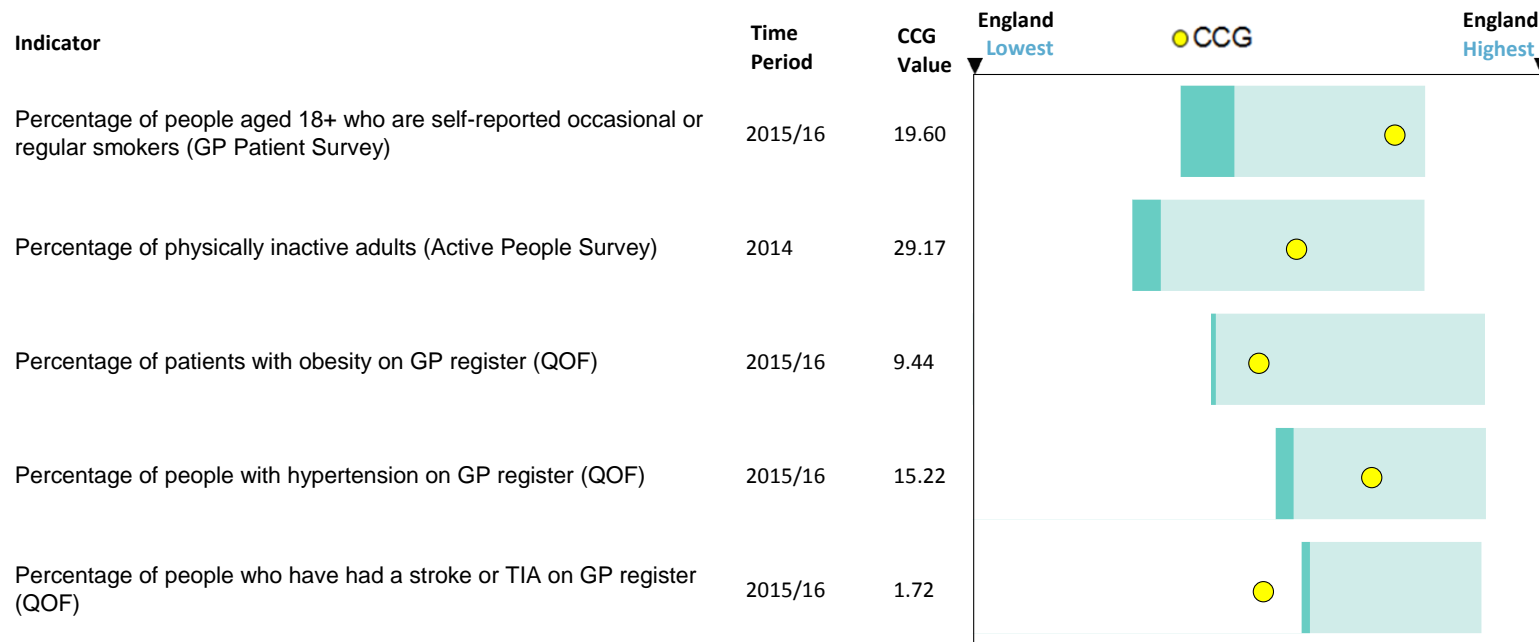 Indicator
Time
Period
CCG
Value
England
Lowest
CCG
England
Highest
Percentage of people aged 18+ who are self-reported occasional or
regular smokers (GP Patient Survey)
2015/16
19.60
Percentage of physically inactive adults (Active People Survey)
2014
29.17
Percentage of patients with obesity on GP register (QOF)
2015/16
9.44
Percentage of people with hypertension on GP register (QOF)
2015/16
15.22
Percentage of people who have had a stroke or TIA on GP register
(QOF)
2015/16
1.72